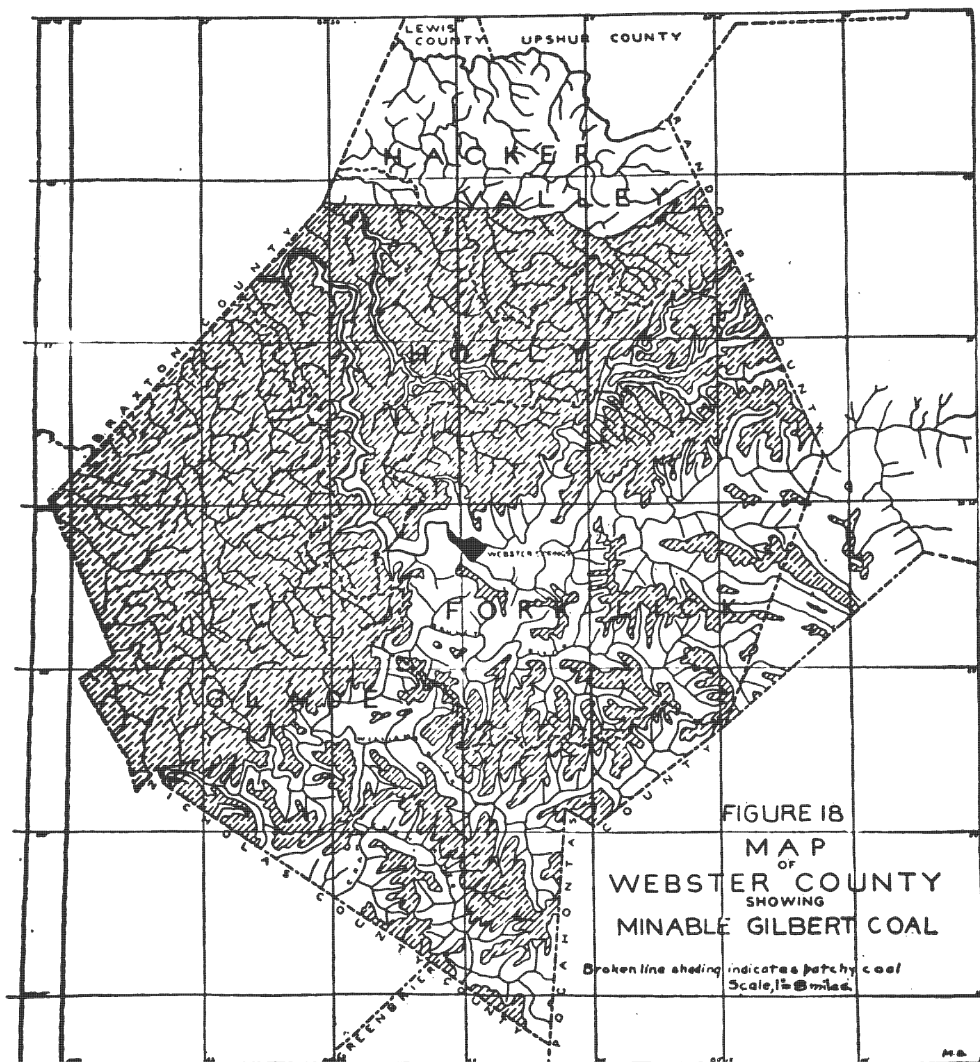 LEWIS
COUNTY
UPSHUR COUNTY
HACKER
VALLEY
RANDOLPH COUNTY
BRAXTON COUNTY
HOLLY
WEBSTER SPRINGS
FORK LICK
GLADE
NICHOLAS COUNTY
GREENBRIER COUNTY
POCAHONTAS
COUNTY
FIGURE 18
MAP
OF
WEBSTER COUNTY
SHOWING
MINABLE GILBERT COAL
Broken line shading indicates patchy coal
Scale, 1"=8 miles